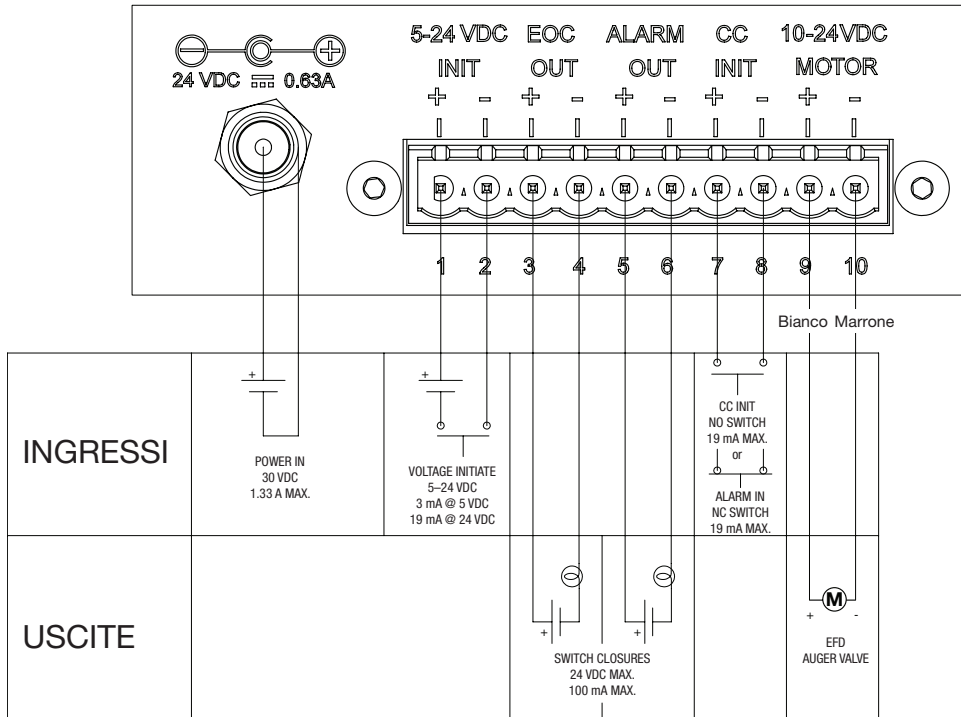 5-24 VDC EOC ALARM CC 10-24VDC
INIT OUT OUT INIT MOTOR
24 VDC 0.63A
+ - + - + - + - + -
1 2 3 4 5 6 7 8 9 10
Bianco Marrone
INGRESSI
+
POWER IN
30 VDC
1.33 A MAX.
+
VOLTAGE INITIATE
5–24 VDC
3 mA @ 5 VDC
19 mA @ 24 VDC
CC INIT
NO SWITCH
19 mA MAX.
or
ALARM IN
NC SWITCH
19 mA MAX.
USCITE
+ +
SWITCH CLOSURES
24 VDC MAX.
100 mA MAX.
M
+ -
EFD
AUGER VALVE